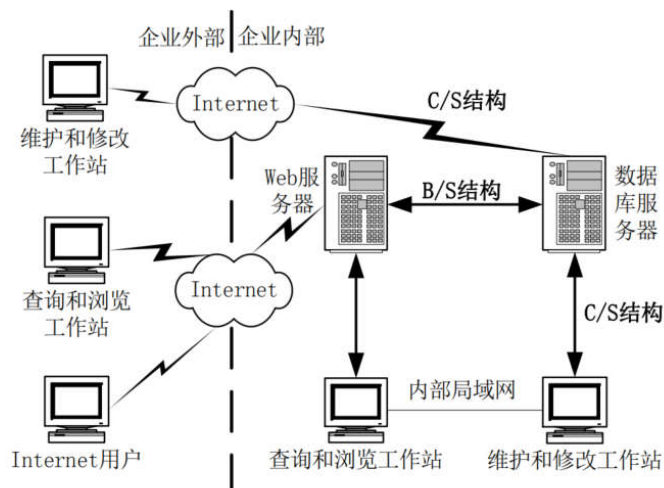 企业外部
企业内部
Internet
C/S结构
维护和修改
工作站
Web服
务器
B/S结构
数据
库服
务器
Internet
查询和浏览
工作站
C/S结构
内部局域网
Internet用户
查询和浏览工作站
维护和修改工作站